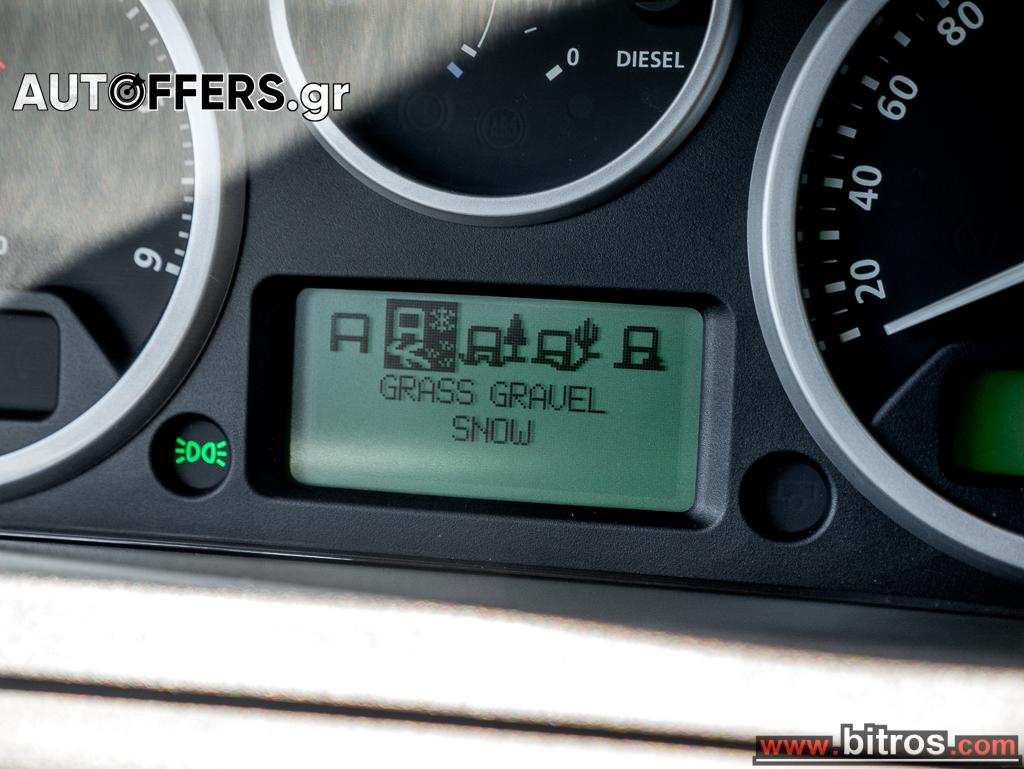 AUTOFFERS.gr
0 DIESEL
9
80
60
40
20
GRASS GRAVEL
SNOW
www.bitros.com